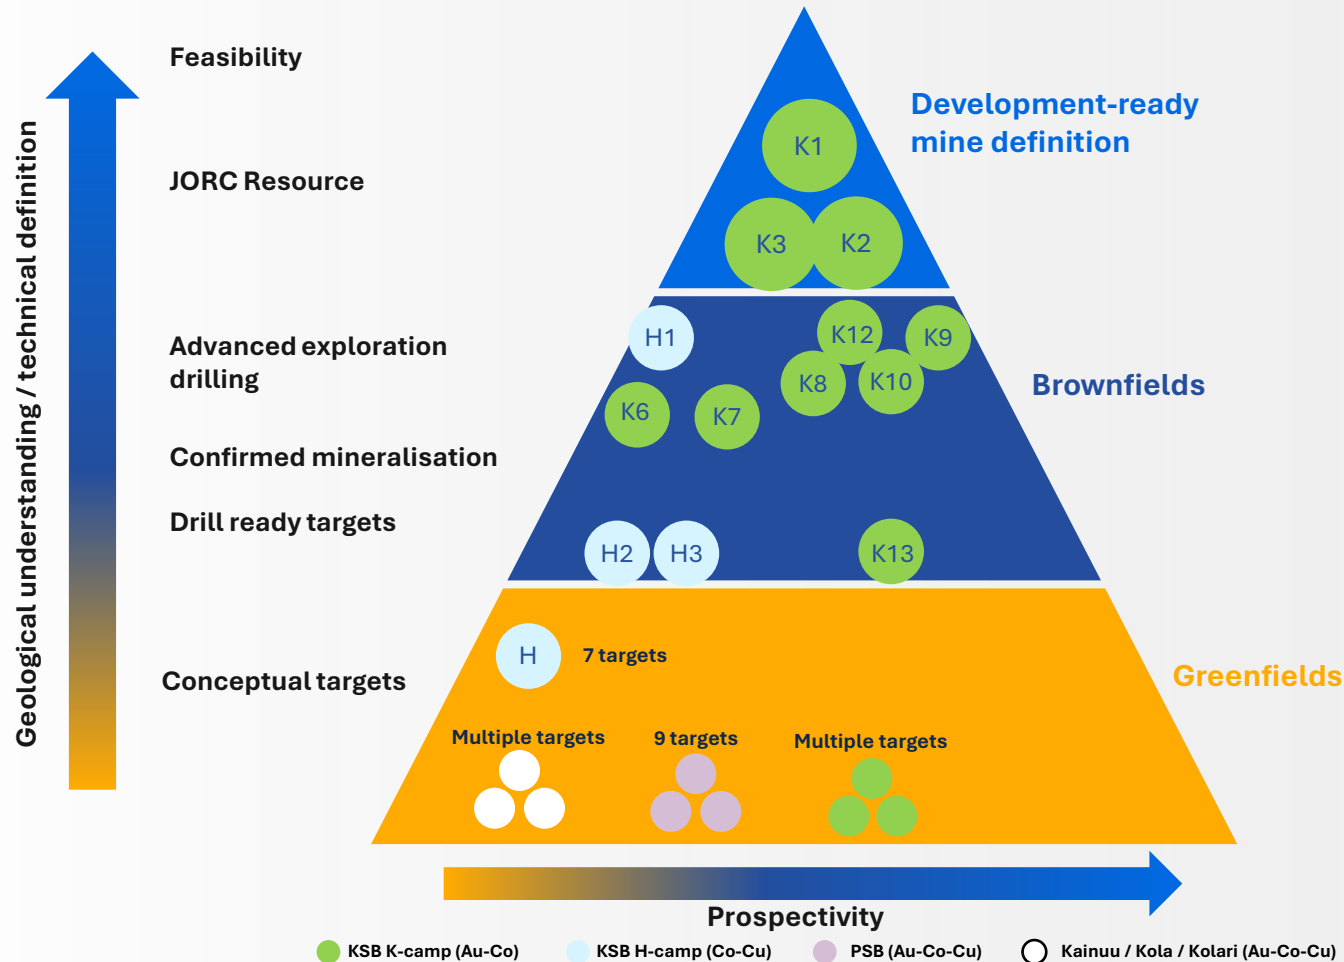 Feasibility
JORC Resource
Advanced exploration
drilling
Confirmed mineralisation
Drill ready targets
Conceptual targets
Geological understanding / technical definition
K1
K3
K2
Development-ready
mine definition
H1
K12
K9
K8
K10
K6
K7
Brownfields
H2
H3
K13
H
7 targets
Greenfields
Multiple targets
9 targets
Multiple targets
Prospectivity
KSB K-camp (Au-Co)
KSB H-camp (Co-Cu)
PSB (Au-Co-Cu)
Kainuu / Kola / Kolari (Au-Co-Cu)